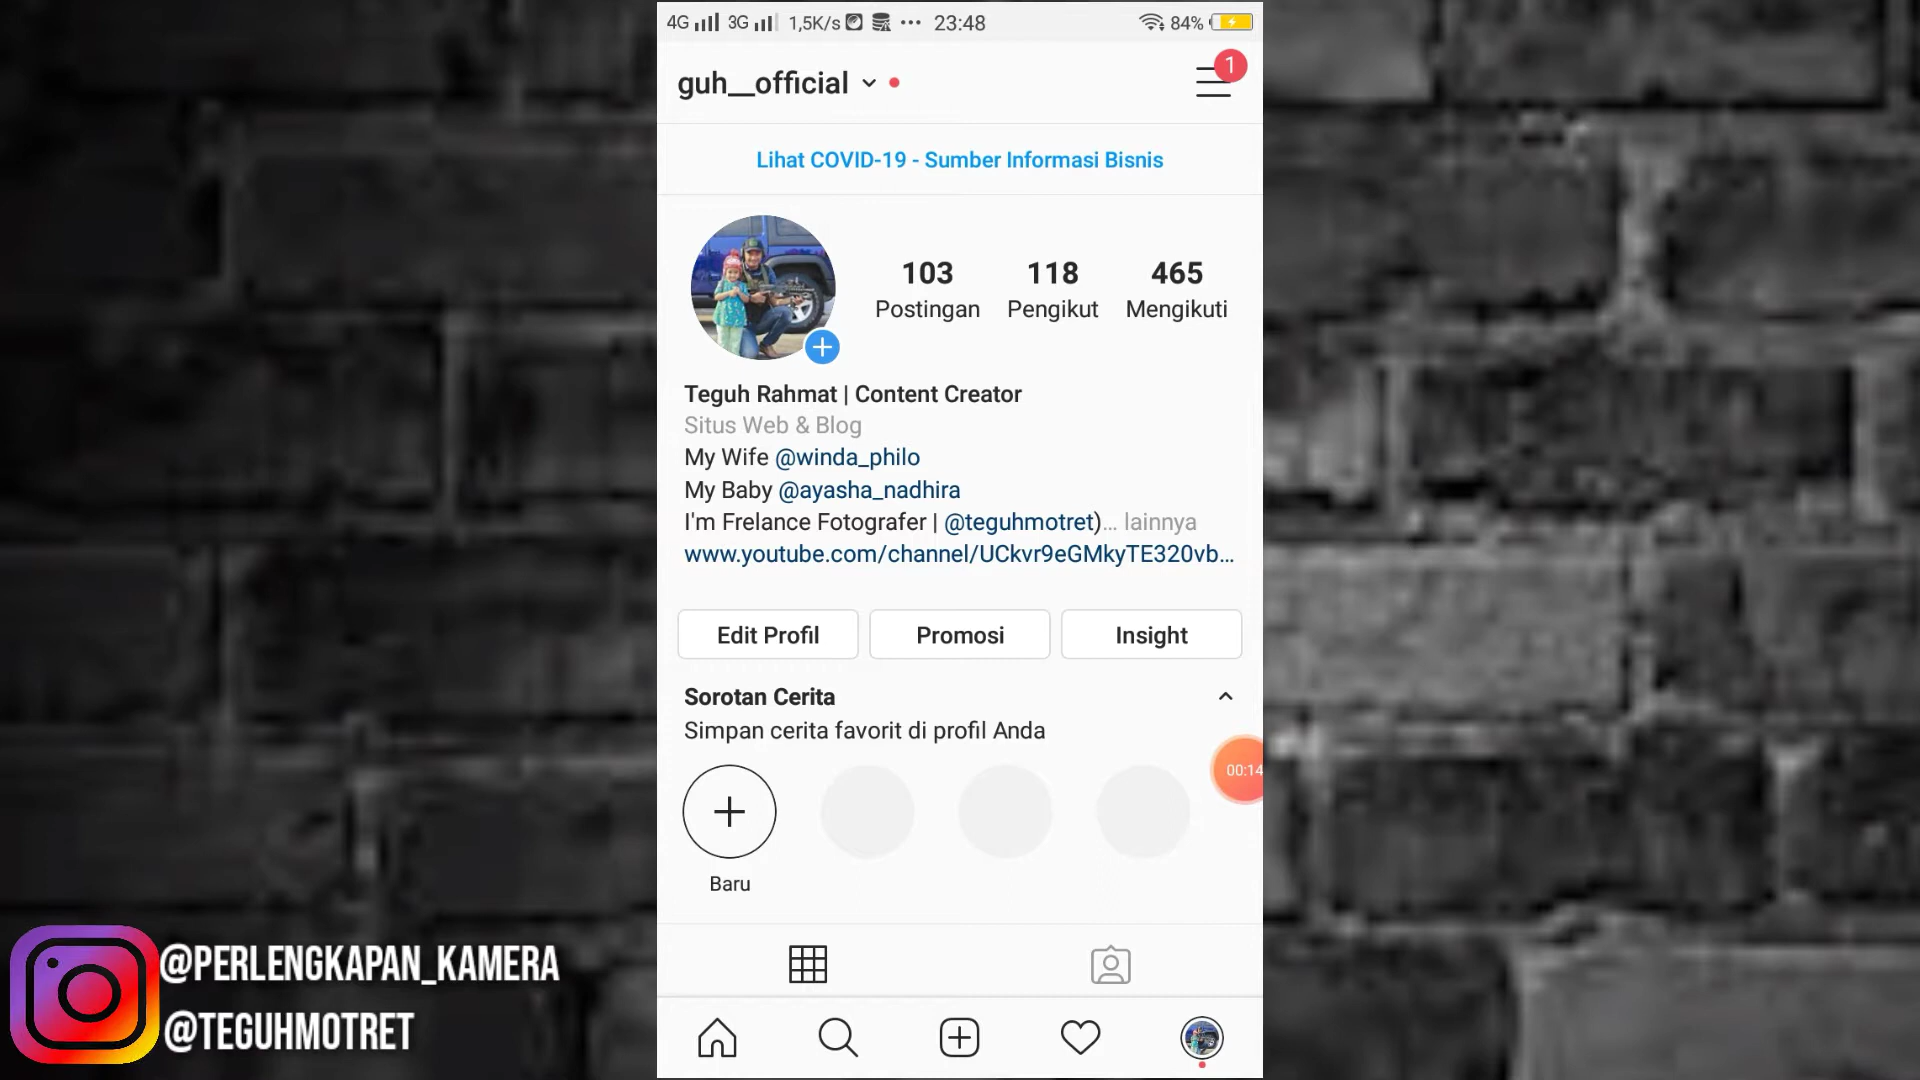 4G 3G 1,5K/s ••• 23:48 84%
guh__official
1
Lihat COVID-19 - Sumber Informasi Bisnis
103 118 465
Postingan Pengikut Mengikuti
Teguh Rahmat | Content Creator
Situs Web & Blog
My Wife @winda_philo
My Baby @ayasha_nadhira
I'm Frelance Fotografer | @teguhmotret)... lainnya
www.youtube.com/channel/UCkvr9eGMkyTE320vb...
Edit Profil Promosi Insight
Sorotan Cerita
Simpan cerita favorit di profil Anda
00:14
Baru
@PERLENGKAPAN_KAMERA
@TEGUHMOTRET